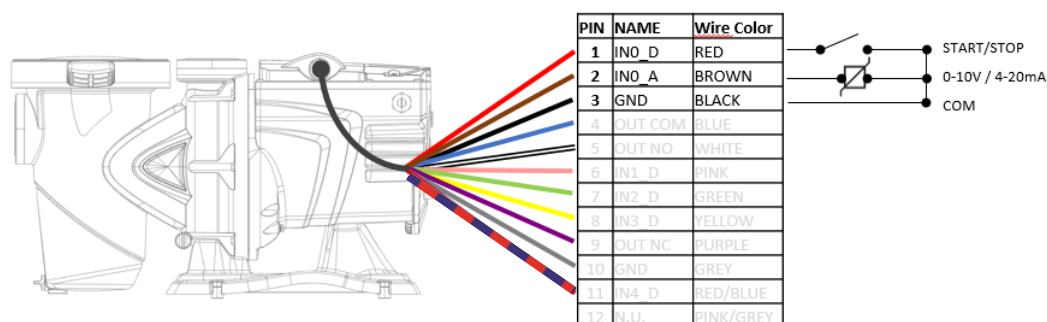 PIN NAME Wire Color
1 IN0_D RED START/STOP
2 IN0_A BROWN 0-10V / 4-20mA
3 GND BLACK COM
4 OUT COM BLUE
5 OUT NO WHITE
6 IN1_D PINK
7 IN2_D GREEN
8 IN3_D YELLOW
9 OUT NC PURPLE
10 GND GREY
11 IN4_D RED/BLUE
12 N.U. PINK/GREY